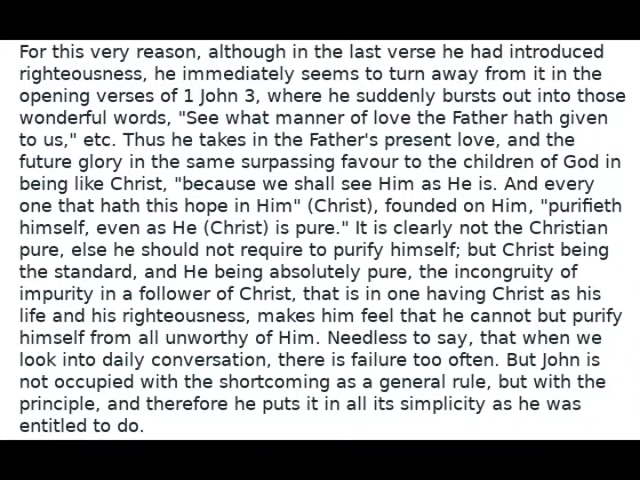 For this very reason, although in the last verse he had introduced
righteousness, he immediately seems to turn away from it in the
opening verses of 1 John 3, where he suddenly bursts out into those
wonderful words, "See what manner of love the Father hath given
to us," etc. Thus he takes in the Father's present love, and the
future glory in the same surpassing favour to the children of God in
being like Christ, "because we shall see Him as He is. And every
one that hath this hope in Him" (Christ), founded on Him, "purifieth
himself, even as He (Christ) is pure." It is clearly not the Christian
pure, else he should not require to purify himself; but Christ being
the standard, and He being absolutely pure, the incongruity of
impurity in a follower of Christ, that is in one having Christ as his
life and his righteousness, makes him feel that he cannot but purify
himself from all unworthy of Him. Needless to say, that when we
look into daily conversation, there is failure too often. But John is
not occupied with the shortcoming as a general rule, but with the
principle, and therefore he puts it in all its simplicity as he was
entitled to do.